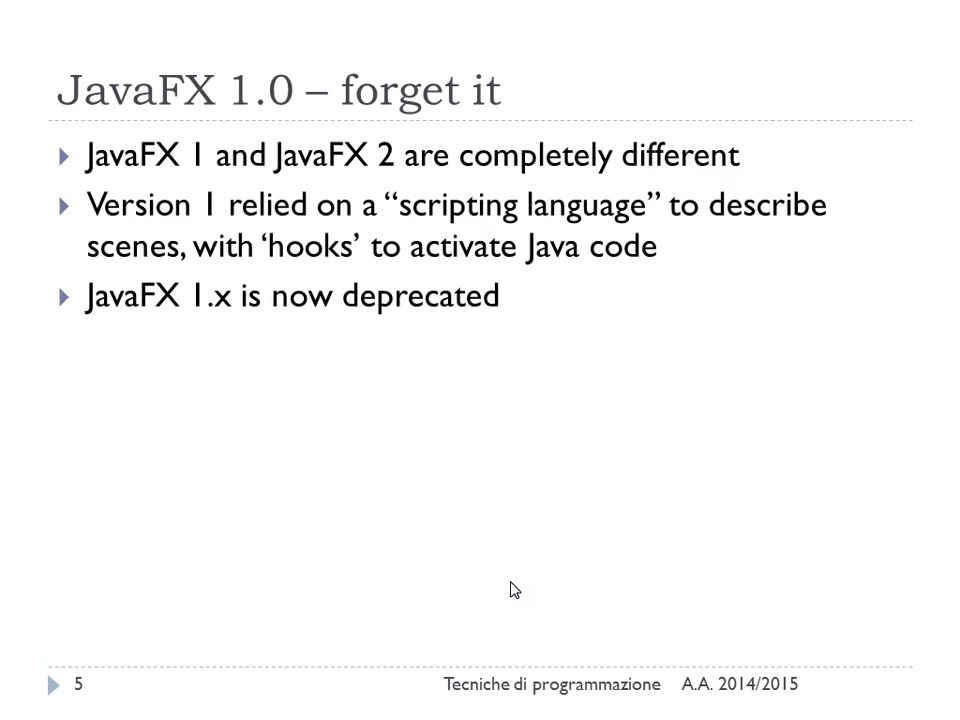 JavaFX 1.0 – forget it
JavaFX 1 and JavaFX 2 are completely different
Version 1 relied on a “scripting language” to describe
scenes, with ‘hooks’ to activate Java code
JavaFX 1.x is now deprecated
5 Tecniche di programmazione A.A. 2014/2015